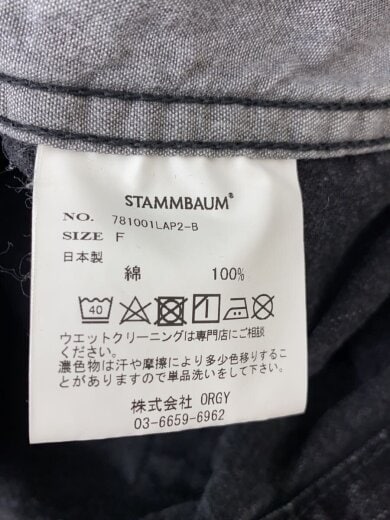 STAMMBAUM®
NO. 781001LAP2-B
SIZE F
日本製
綿 100%
40
ウエットクリーニングは専門店にご相談
ください。
濃色物は汗や摩擦により多少色移りするこ
とがありますので単品洗いをして下さい。
株式会社 ORGY
03-6659-6962